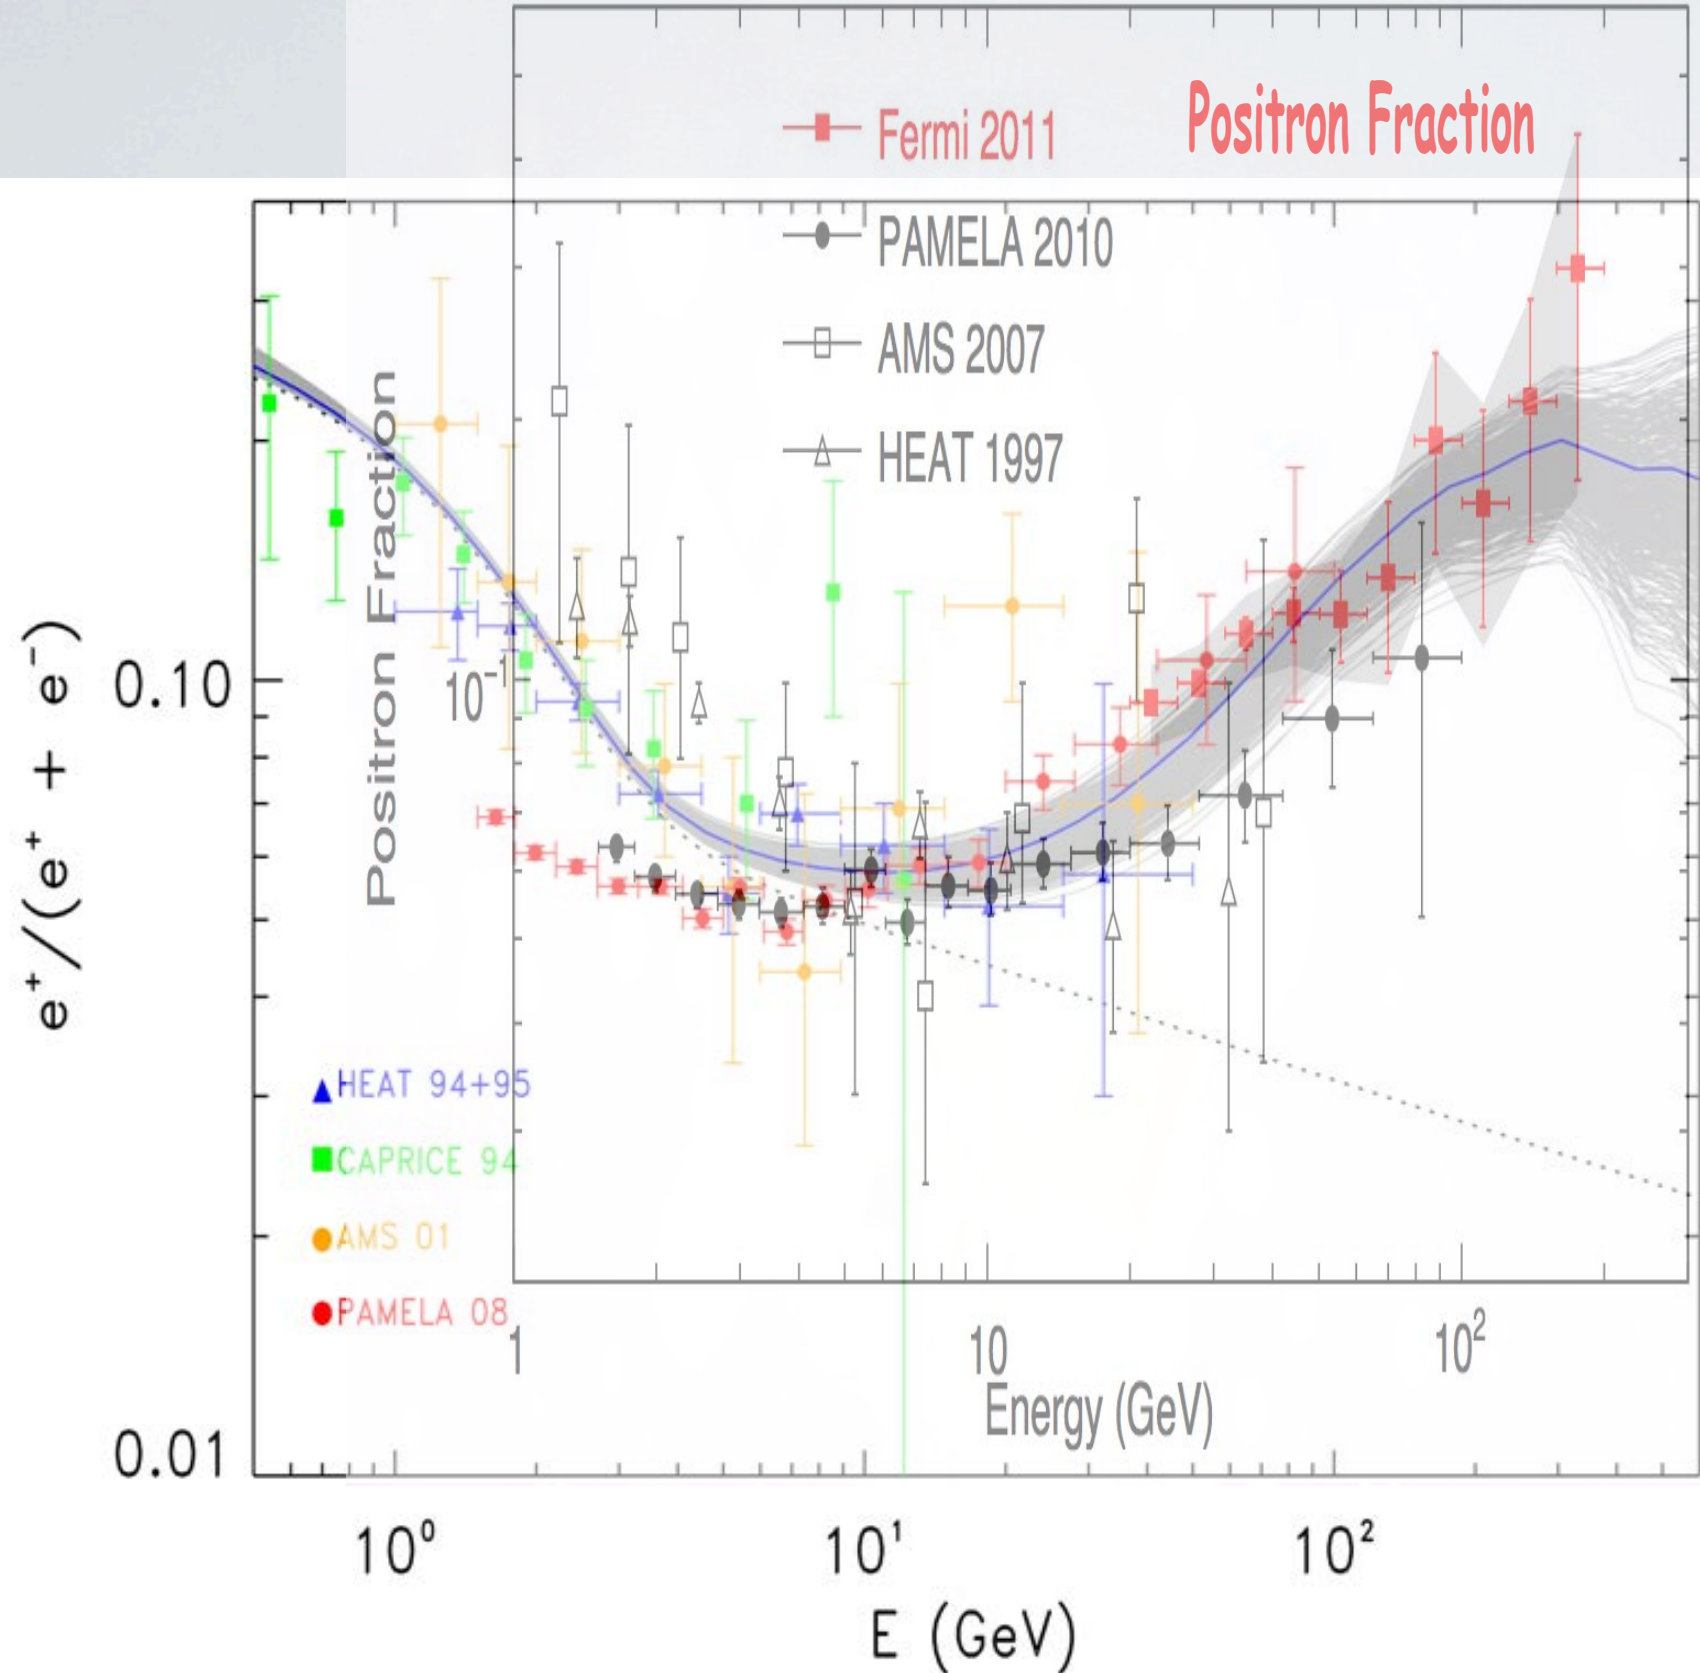 Positron Fraction
Fermi 2011
PAMELA 2010
AMS 2007
HEAT 1997
Positron Fraction
e⁺/(e⁺ + e⁻)
0.10
10⁻¹
HEAT 94+95
CAPRICE 94
AMS 01
PAMELA 08
1 10 10²
Energy (GeV)
0.01
10⁰ 10¹ 10²
E (GeV)